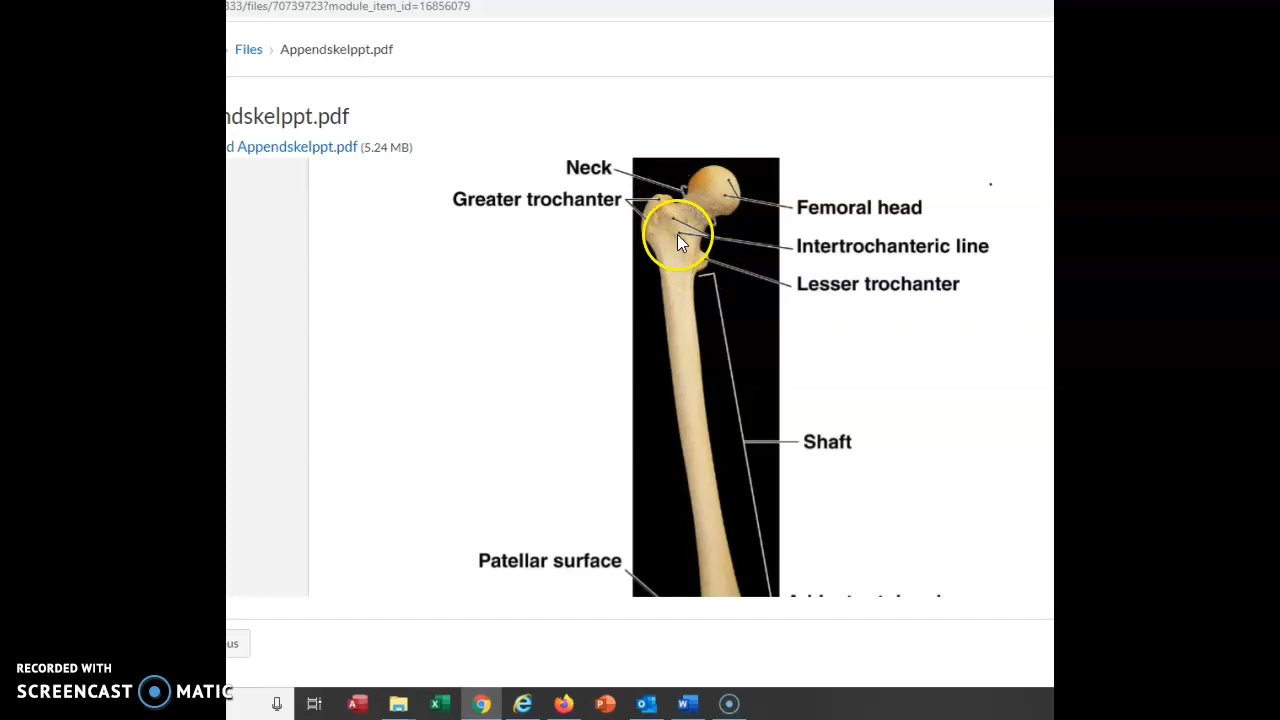 333/files/70739723?module_item_id=16856079
Files › Appendskelppt.pdf
ndskelppt.pdf
d Appendskelppt.pdf (5.24 MB)
Neck
Greater trochanter
Femoral head
Intertrochanteric line
Lesser trochanter
Shaft
Patellar surface
us
RECORDED WITH
SCREENCAST MATIC